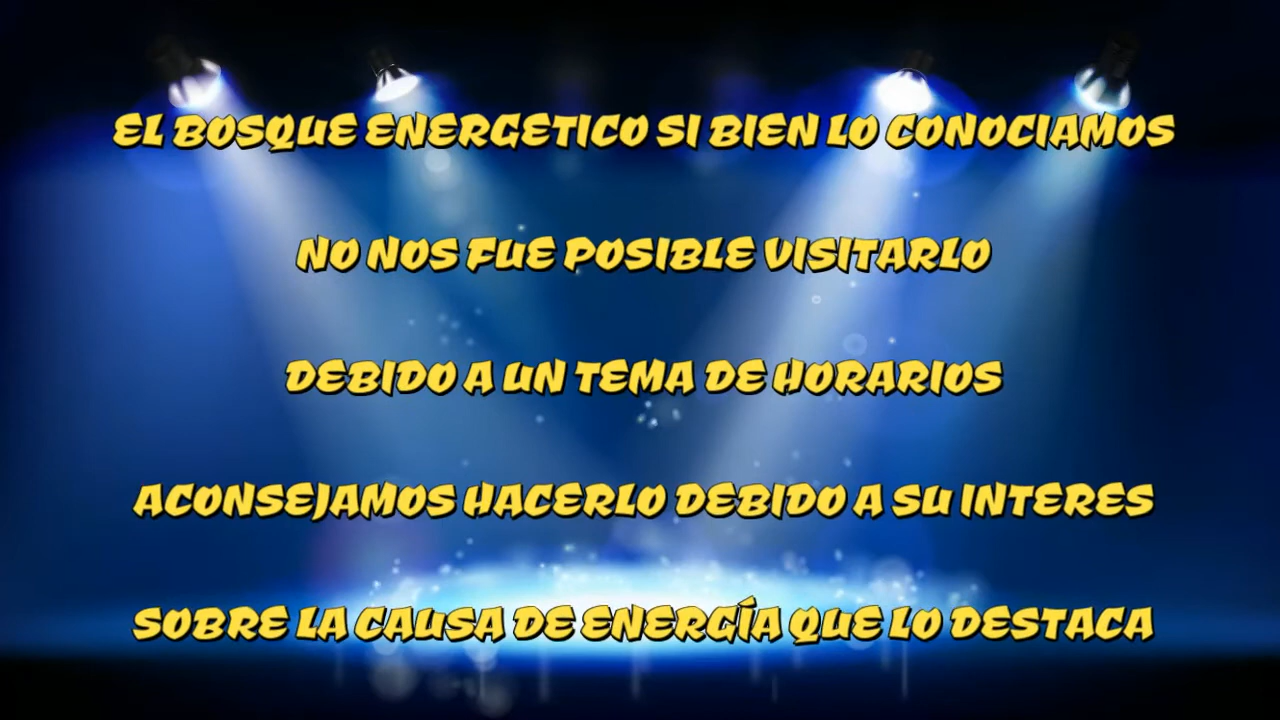 EL BOSQUE ENERGETICO SI BIEN LO CONOCIAMOS
NO NOS FUE POSIBLE VISITARLO
DEBIDO A UN TEMA DE HORARIOS
ACONSEJAMOS HACERLO DEBIDO A SU INTERES
SOBRE LA CAUSA DE ENERGÍA QUE LO DESTACA